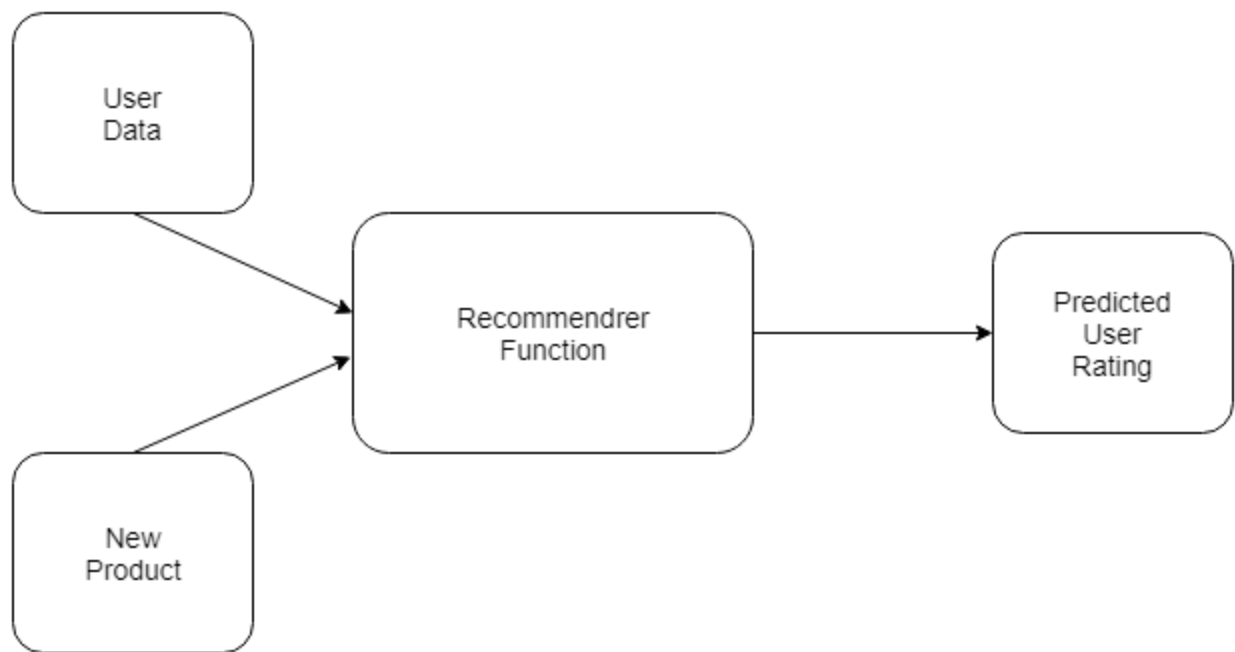 User
Data
Recommendrer
Function
Predicted
User
Rating
New
Product